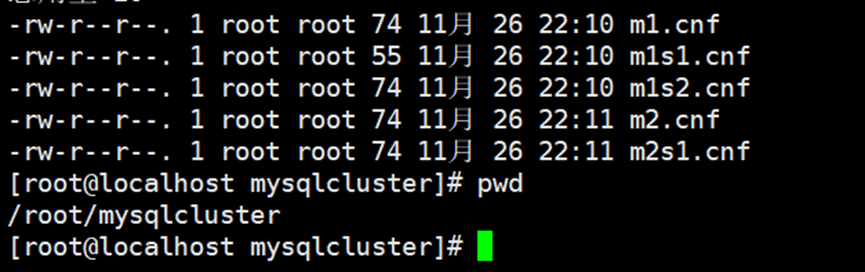 -rw-r--r--. 1 root root 74 11月 26 22:10 m1.cnf
-rw-r--r--. 1 root root 55 11月 26 22:10 m1s1.cnf
-rw-r--r--. 1 root root 74 11月 26 22:10 m1s2.cnf
-rw-r--r--. 1 root root 74 11月 26 22:11 m2.cnf
-rw-r--r--. 1 root root 74 11月 26 22:11 m2s1.cnf
[root@localhost mysqlcluster]# pwd
/root/mysqlcluster
[root@localhost mysqlcluster]#